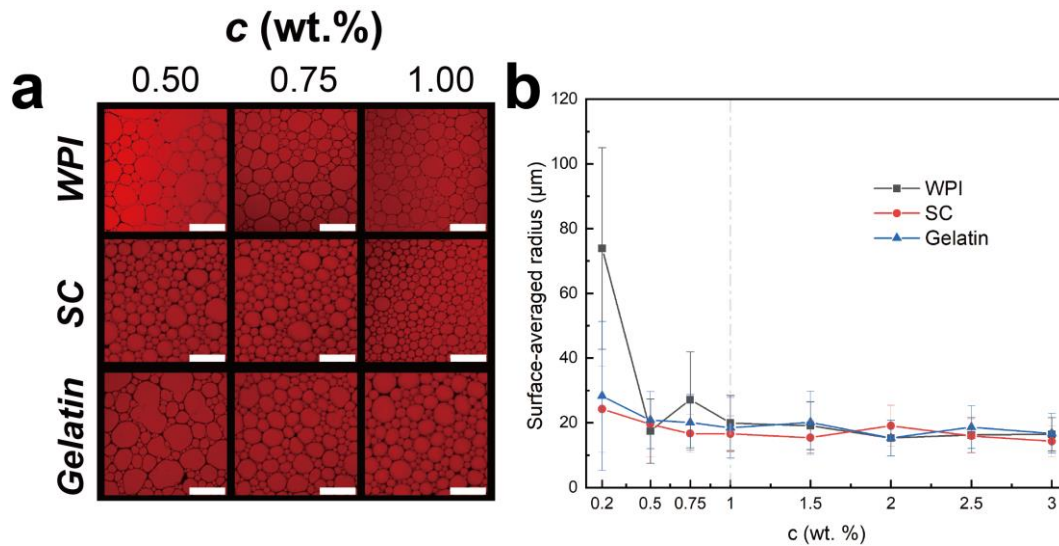 c (wt.%)
a
0.50 0.75 1.00
WPI
SC
Gelatin
b
120
100
80
60
40
20
0
Surface-averaged radius (μm)
WPI
SC
Gelatin
0.2 0.5 0.75 1 1.5 2 2.5 3
c (wt. %)